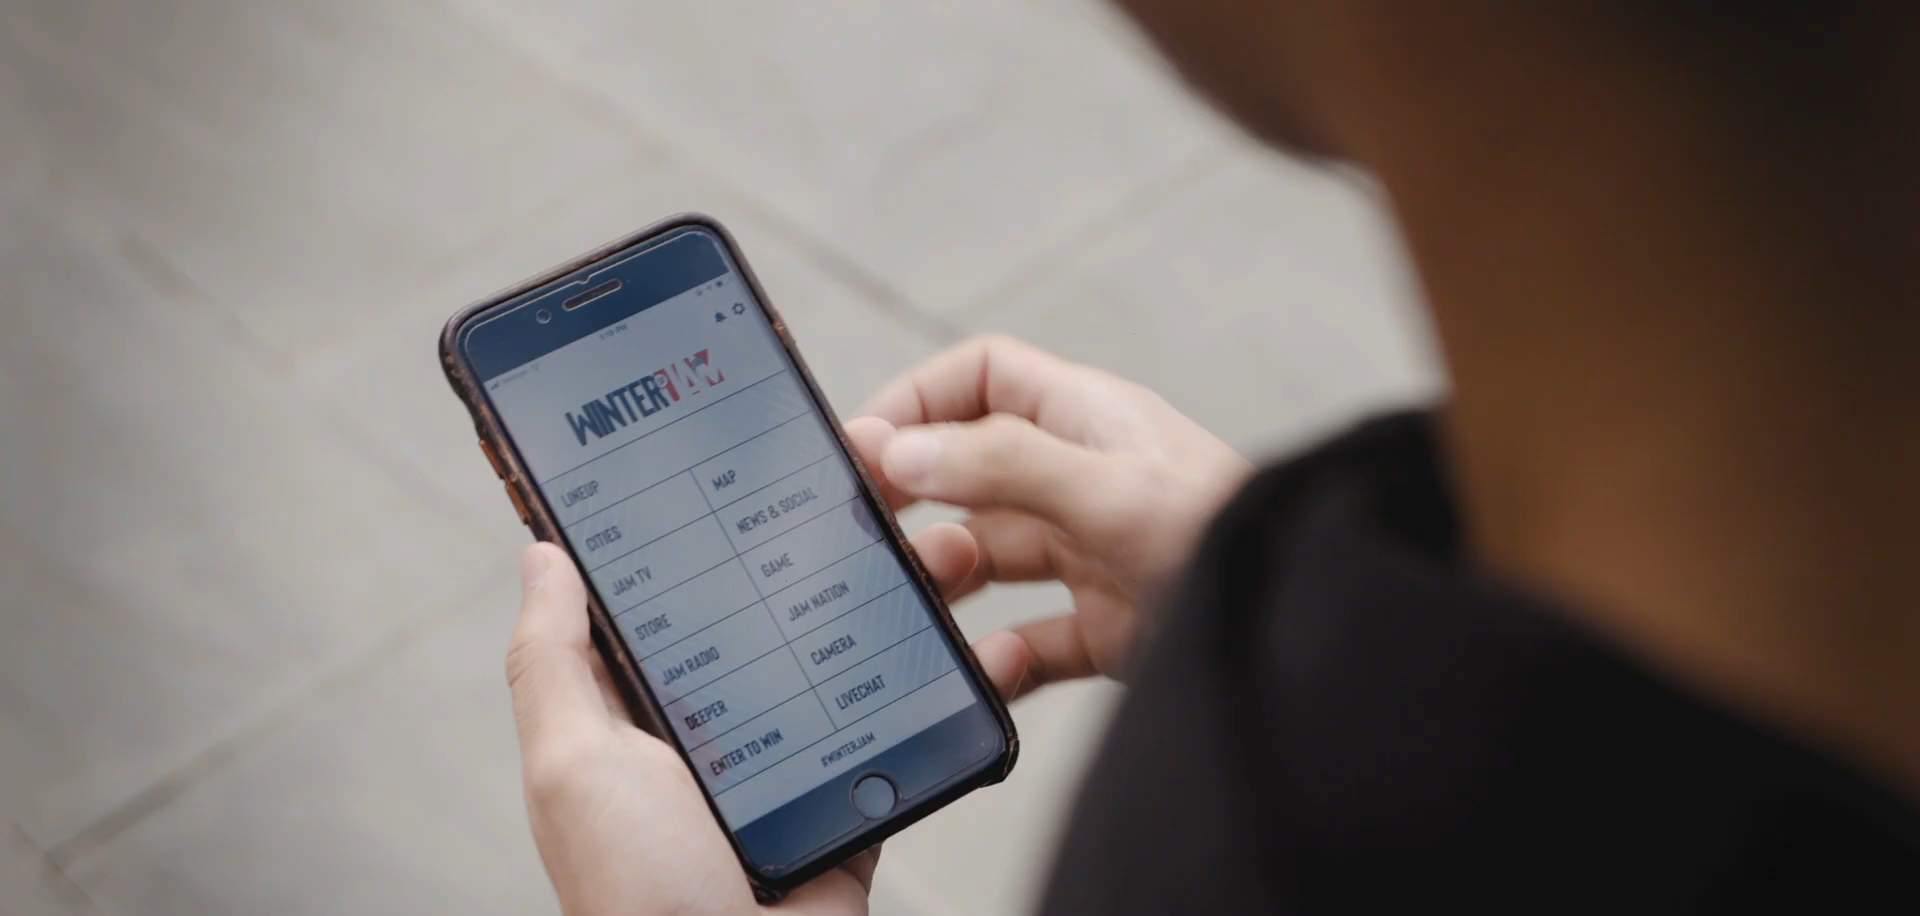 WINTER JAM
LINEUP
MAP
CITIES
NEWS & SOCIAL
JAM TV
GAME
STORE
JAM NATION
JAM RADIO
CAMERA
DEEPER
LIVECHAT
ENTER TO WIN
#WINTERJAM